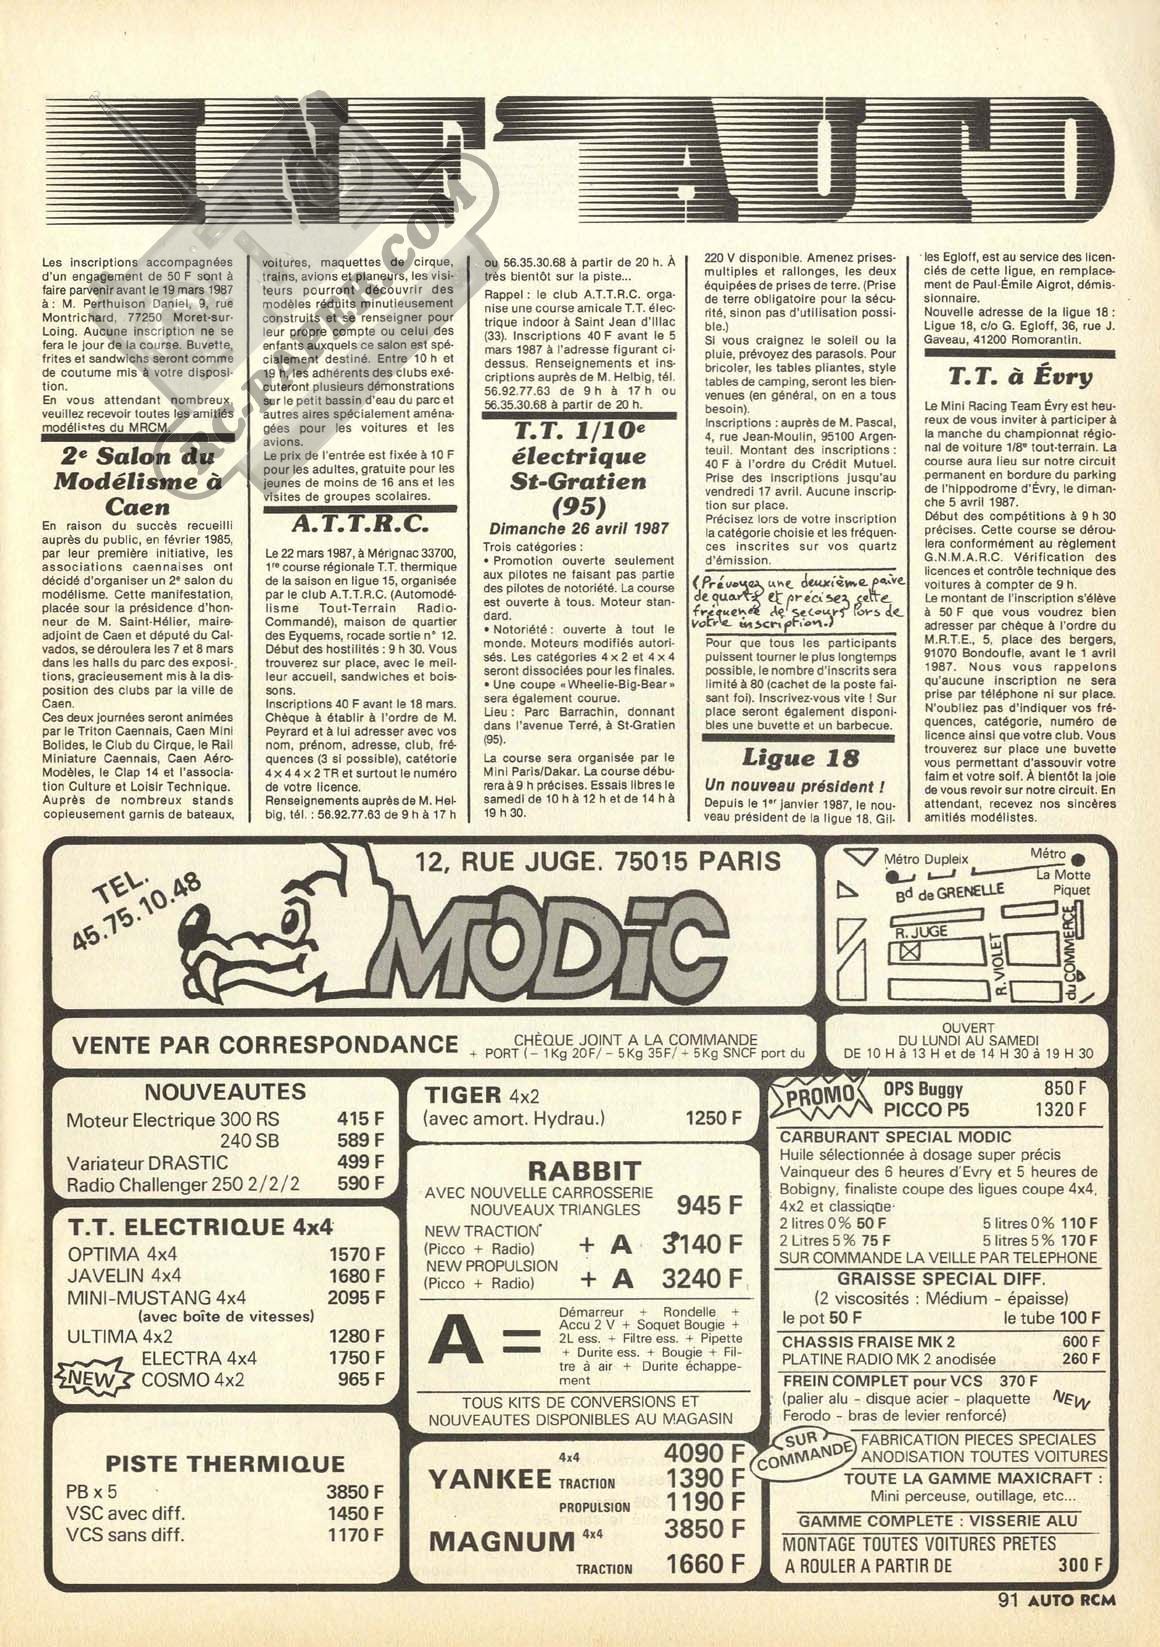 INF' AUTO
RC-PAPER.COM
Les inscriptions accompagnées
d'un engagement de 50 F sont à
faire parvenir avant le 19 mars 1987
à : M. Perthuison Daniel, 9, rue
Montrichard, 77250 Moret-sur-
Loing. Aucune inscription ne se
fera le jour de la course. Buvette,
frites et sandwichs seront comme
de coutume mis à votre disposi-
tion.
En vous attendant nombreux,
veuillez recevoir toutes les amitiés
modélistes du MRCM.
2e Salon du
Modélisme à
Caen
En raison du succès recueilli
auprès du public, en février 1985,
par leur première initiative, les
associations caennaises ont
décidé d'organiser un 2e salon du
modélisme. Cette manifestation,
placée sour la présidence d'hon-
neur de M. Saint-Hélier, maire-
adjoint de Caen et député du Cal-
vados, se déroulera les 7 et 8 mars
dans les halls du parc des exposi-
tions, gracieusement mis à la dis-
position des clubs par la ville de
Caen.
Ces deux journées seront animées
par le Triton Caennais, Caen Mini
Bolides, le Club du Cirque, le Rail
Miniature Caennais, Caen Aéro-
Modèles, le Clap 14 et l'associa-
tion Culture et Loisir Technique.
Auprès de nombreux stands
copieusement garnis de bateaux,
voitures, maquettes de cirque,
trains, avions et planeurs, les visi-
teurs pourront découvrir des
modèles réduits minutieusement
construits et se renseigner pour
leur propre compte ou celui des
enfants auxquels ce salon est spé-
cialement destiné. Entre 10 h et
19 h, les adhérents des clubs exé-
cuteront plusieurs démonstrations
sur le petit bassin d'eau du parc et
autres aires spécialement aména-
gées pour les voitures et les
avions.
Le prix de l'entrée est fixée à 10 F
pour les adultes, gratuite pour les
jeunes de moins de 16 ans et les
visites de groupes scolaires.
A.T.T.R.C.
Le 22 mars 1987, à Mérignac 33700,
1re course régionale T.T. thermique
de la saison en ligue 15, organisée
par le club A.T.T.R.C. (Automodé-
lisme Tout-Terrain Radio-
Commandé), maison de quartier
des Eyquems, rocade sortie n° 12.
Début des hostilités : 9 h 30. Vous
trouverez sur place, avec le meil-
leur accueil, sandwiches et bois-
sons.
Inscriptions 40 F avant le 18 mars.
Chèque à établir à l'ordre de M.
Peyrard et à lui adresser avec vos
nom, prénom, adresse, club, fré-
quences (3 si possible), catétorie
4 x 4 4 x 2 TR et surtout le numéro
de votre licence.
Renseignements auprès de M. Hel-
big, tél. : 56.92.77.63 de 9 h à 17 h
ou 56.35.30.68 à partir de 20 h. À
très bientôt sur la piste...
Rappel : le club A.T.T.R.C. orga-
nise une course amicale T.T. élec-
trique indoor à Saint Jean d'Illac
(33). Inscriptions 40 F avant le 5
mars 1987 à l'adresse figurant ci-
dessus. Renseignements et ins-
criptions auprès de M. Helbig, tél.
56.92.77.63 de 9 h à 17 h ou
56.35.30.68 à partir de 20 h.
T.T. 1/10e
électrique
St-Gratien
(95)
Dimanche 26 avril 1987
Trois catégories :
• Promotion ouverte seulement
aux pilotes ne faisant pas partie
des pilotes de notoriété. La course
est ouverte à tous. Moteur stan-
dard.
• Notoriété : ouverte à tout le
monde. Moteurs modifiés autori-
sés. Les catégories 4 x 2 et 4 x 4
seront dissociées pour les finales.
• Une coupe «Wheelie-Big-Bear»
sera également courue.
Lieu : Parc Barrachin, donnant
dans l'avenue Terré, à St-Gratien
(95).
La course sera organisée par le
Mini Paris/Dakar. La course débu-
rera à 9 h précises. Essais libres le
samedi de 10 h à 12 h et de 14 h à
19 h 30.
220 V disponible. Amenez prises-
multiples et rallonges, les deux
équipées de prises de terre. (Prise
de terre obligatoire pour la sécu-
rité, sinon pas d'utilisation possi-
ble.)
Si vous craignez le soleil ou la
pluie, prévoyez des parasols. Pour
bricoler, les tables pliantes, style
tables de camping, seront les bien-
venues (en général, on en a tous
besoin).
Inscriptions : auprès de M. Pascal,
4, rue Jean-Moulin, 95100 Argen-
teuil. Montant des inscriptions :
40 F à l'ordre du Crédit Mutuel.
Prise des inscriptions jusqu'au
vendredi 17 avril. Aucune inscrip-
tion sur place.
Précisez lors de votre inscription
la catégorie choisie et les fréquen-
ces inscrites sur vos quartz
d'émission.
(Prévoyez une deuxième paire
de quartz et précisez cette
fréquence de secours lors de
votre inscription.)
Pour que tous les participants
puissent tourner le plus longtemps
possible, le nombre d'inscrits sera
limité à 80 (cachet de la poste fai-
sant foi). Inscrivez-vous vite ! Sur
place seront également disponi-
bles une buvette et un barbecue.
Ligue 18
Un nouveau président !
Depuis le 1er janvier 1987, le nou-
veau président de la ligue 18, Gil-
les Egloff, est au service des licen-
ciés de cette ligue, en remplace-
ment de Paul-Émile Aigrot, démis-
sionnaire.
Nouvelle adresse de la ligue 18 :
Ligue 18, c/o G. Egloff, 36, rue J.
Gaveau, 41200 Romorantin.
T.T. à Évry
Le Mini Racing Team Évry est heu-
reux de vous inviter à participer à
la manche du championnat régio-
nal de voiture 1/8e tout-terrain. La
course aura lieu sur notre circuit
permanent en bordure du parking
de l'hippodrome d'Évry, le diman-
che 5 avril 1987.
Début des compétitions à 9 h 30
précises. Cette course se dérou-
lera conformément au règlement
G.N.M.A.R.C. Vérification des
licences et contrôle technique des
voitures à compter de 9 h.
Le montant de l'inscription s'élève
à 50 F que vous voudrez bien
adresser par chèque à l'ordre du
M.R.T.E., 5, place des bergers,
91070 Bondoufle, avant le 1 avril
1987. Nous vous rappelons
qu'aucune inscription ne sera
prise par téléphone ni sur place.
N'oubliez pas d'indiquer vos fré-
quences, catégorie, numéro de
licence ainsi que votre club. Vous
trouverez sur place une buvette
vous permettant d'assouvir votre
faim et votre soif. À bientôt la joie
de vous revoir sur notre circuit. En
attendant, recevez nos sincères
amitiés modélistes.
TEL.
45.75.10.48
12, RUE JUGE. 75015 PARIS
MODIC
Métro Dupleix
Métro
La Motte
Piquet
Bd de GRENELLE
R. JUGE
R. VIOLET
du COMMERCE
VENTE PAR CORRESPONDANCE
CHÈQUE JOINT A LA COMMANDE
+ PORT (– 1Kg 20F/ – 5Kg 35F/ + 5Kg SNCF port du
OUVERT
DU LUNDI AU SAMEDI
DE 10 H à 13 H et de 14 H 30 à 19 H 30
NOUVEAUTES
Moteur Electrique 300 RS 415 F
240 SB 589 F
Variateur DRASTIC 499 F
Radio Challenger 250 2/2/2 590 F
T.T. ELECTRIQUE 4x4
OPTIMA 4x4 1570 F
JAVELIN 4x4 1680 F
MINI-MUSTANG 4x4 2095 F
(avec boîte de vitesses)
ULTIMA 4x2 1280 F
ELECTRA 4x4 1750 F
NEW COSMO 4x2 965 F
PISTE THERMIQUE
PB x 5 3850 F
VSC avec diff. 1450 F
VCS sans diff. 1170 F
TIGER 4x2
(avec amort. Hydrau.) 1250 F
RABBIT
AVEC NOUVELLE CARROSSERIE
NOUVEAUX TRIANGLES 945 F
NEW TRACTION
(Picco + Radio) + A 3140 F
NEW PROPULSION
(Picco + Radio) + A 3240 F
A =
Démarreur + Rondelle +
Accu 2 V + Soquet Bougie +
2L ess. + Filtre ess. + Pipette
+ Durite ess. + Bougie + Fil-
tre à air + Durite échappe-
ment
TOUS KITS DE CONVERSIONS ET
NOUVEAUTES DISPONIBLES AU MAGASIN
4x4 4090 F
YANKEE TRACTION 1390 F
PROPULSION 1190 F
MAGNUM 4x4 3850 F
TRACTION 1660 F
PROMO
OPS Buggy 850 F
PICCO P5 1320 F
CARBURANT SPECIAL MODIC
Huile sélectionnée à dosage super précis
Vainqueur des 6 heures d'Evry et 5 heures de
Bobigny, finaliste coupe des ligues coupe 4x4,
4x2 et classique
2 litres 0% 50 F 5 litres 0% 110 F
2 Litres 5% 75 F 5 litres 5% 170 F
SUR COMMANDE LA VEILLE PAR TELEPHONE
GRAISSE SPECIAL DIFF.
(2 viscosités : Médium – épaisse)
le pot 50 F le tube 100 F
CHASSIS FRAISE MK 2 600 F
PLATINE RADIO MK 2 anodisée 260 F
FREIN COMPLET pour VCS 370 F
(palier alu – disque acier – plaquette
Ferodo – bras de levier renforcé)
NEW
SUR
COMMANDE
FABRICATION PIECES SPECIALES
ANODISATION TOUTES VOITURES
TOUTE LA GAMME MAXICRAFT :
Mini perceuse, outillage, etc...
GAMME COMPLETE : VISSERIE ALU
MONTAGE TOUTES VOITURES PRETES
A ROULER A PARTIR DE 300 F
91 AUTO RCM